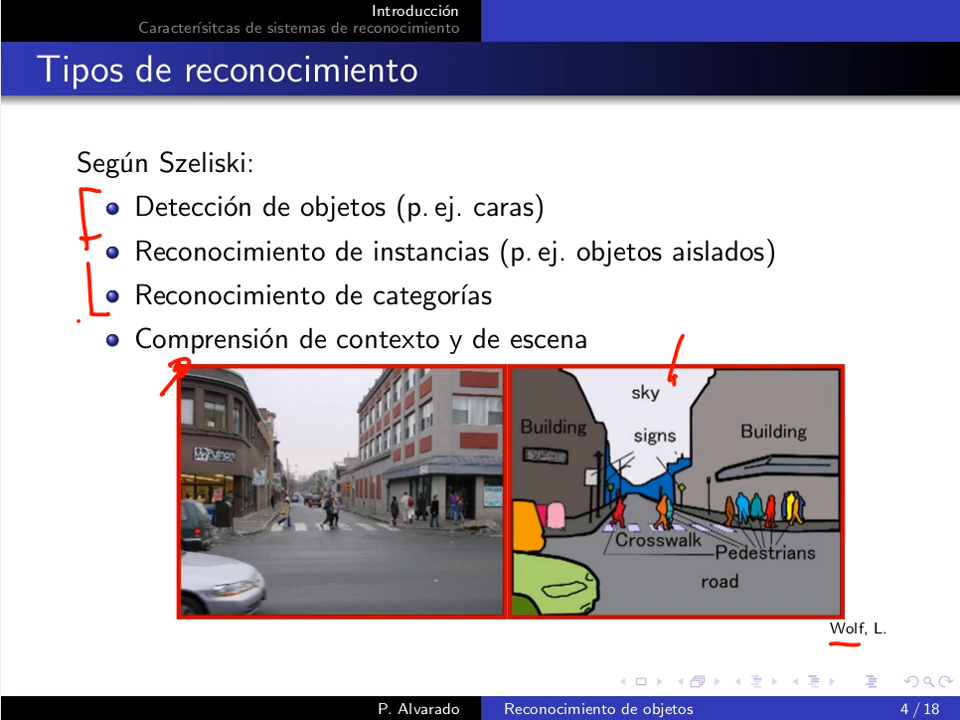 Introducción
Caracterísitcas de sistemas de reconocimiento
Tipos de reconocimiento
Según Szeliski:
Detección de objetos (p. ej. caras)
Reconocimiento de instancias (p. ej. objetos aislados)
Reconocimiento de categorías
Comprensión de contexto y de escena
sky
Building
signs
Building
Crosswalk
Pedestrians
road
Wolf, L.
P. Alvarado
Reconocimiento de objetos
4 / 18